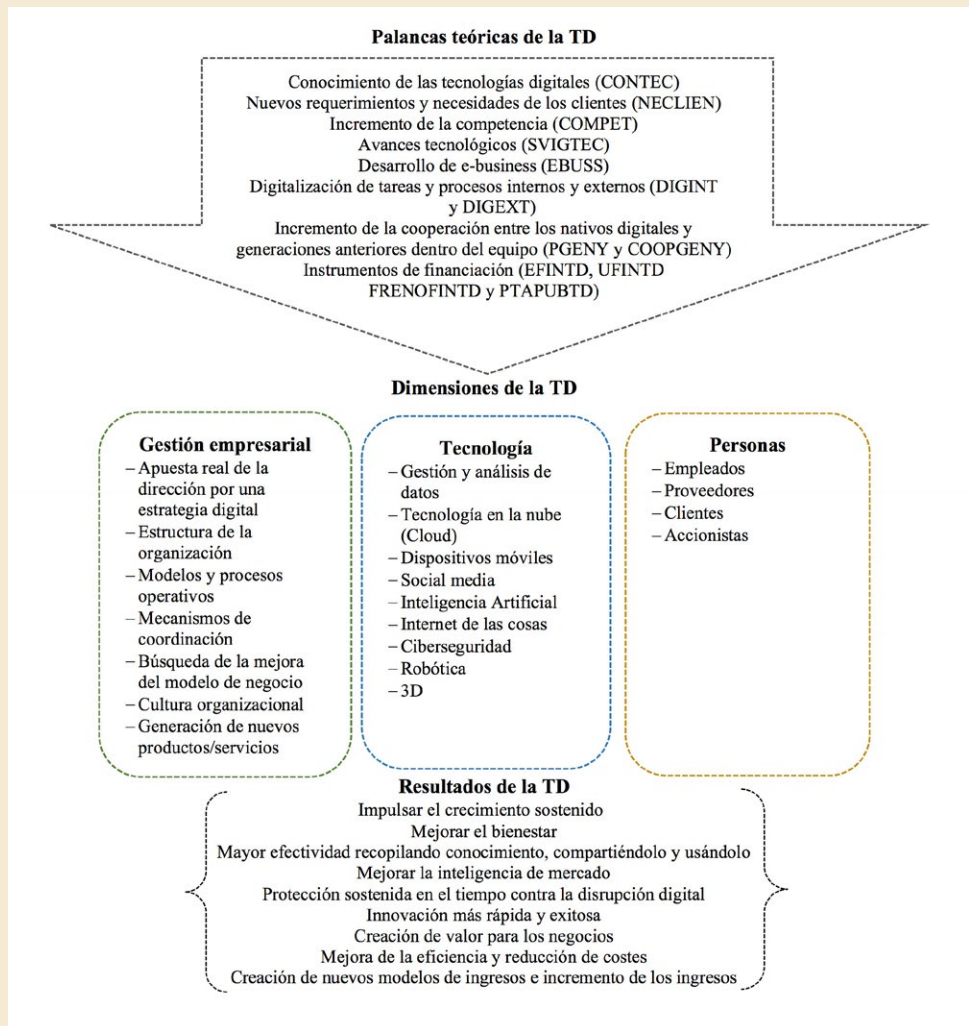 Palancas teóricas de la TD
Conocimiento de las tecnologías digitales (CONTEC)
Nuevos requerimientos y necesidades de los clientes (NECLIEN)
Incremento de la competencia (COMPET)
Avances tecnológicos (SVIGTEC)
Desarrollo de e-business (EBUSS)
Digitalización de tareas y procesos internos y externos (DIGINT
y DIGEXT)
Incremento de la cooperación entre los nativos digitales y
generaciones anteriores dentro del equipo (PGENY y COOPGENY)
Instrumentos de financiación (EFINTD, UFINTD
FRENOFINTD y PTAPUBTD)
Dimensiones de la TD
Gestión empresarial
– Apuesta real de la
dirección por una
estrategia digital
– Estructura de la
organización
– Modelos y procesos
operativos
– Mecanismos de
coordinación
– Búsqueda de la mejora
del modelo de negocio
– Cultura organizacional
– Generación de nuevos
productos/servicios
Tecnología
– Gestión y análisis de
datos
– Tecnología en la nube
(Cloud)
– Dispositivos móviles
– Social media
– Inteligencia Artificial
– Internet de las cosas
– Ciberseguridad
– Robótica
– 3D
Personas
– Empleados
– Proveedores
– Clientes
– Accionistas
Resultados de la TD
Impulsar el crecimiento sostenido
Mejorar el bienestar
Mayor efectividad recopilando conocimiento, compartiéndolo y usándolo
Mejorar la inteligencia de mercado
Protección sostenida en el tiempo contra la disrupción digital
Innovación más rápida y exitosa
Creación de valor para los negocios
Mejora de la eficiencia y reducción de costes
Creación de nuevos modelos de ingresos e incremento de los ingresos